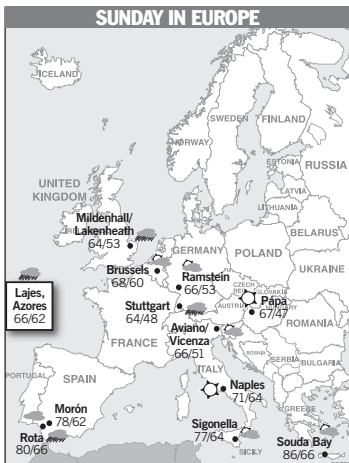 SUNDAY IN EUROPE
ICELAND
SWEDEN
FINLAND
NORWAY
ESTONIA
RUSSIA
LATVIA
LITHUANIA
UNITED
KINGDOM
Mildenhall/
Lakenheath
64/53
BELARUS
GERMANY
POLAND
Brussels
68/60
Ramstein
66/53
UKRAINE
Lajes,
Azores
66/62
CZECH
SLOVAKIA
Stuttgart
64/48
AUSTRIA
Pápa
67/47
HUNGARY
ROMANIA
FRANCE
Aviano/
Vicenza
66/51
BOSNIA
SERBIA
BULGARIA
ITALY
PORTUGAL
SPAIN
Naples
71/64
Morón
78/62
GREECE
Sigonella
77/64
Rota
80/66
SICILY
Souda Bay
86/66